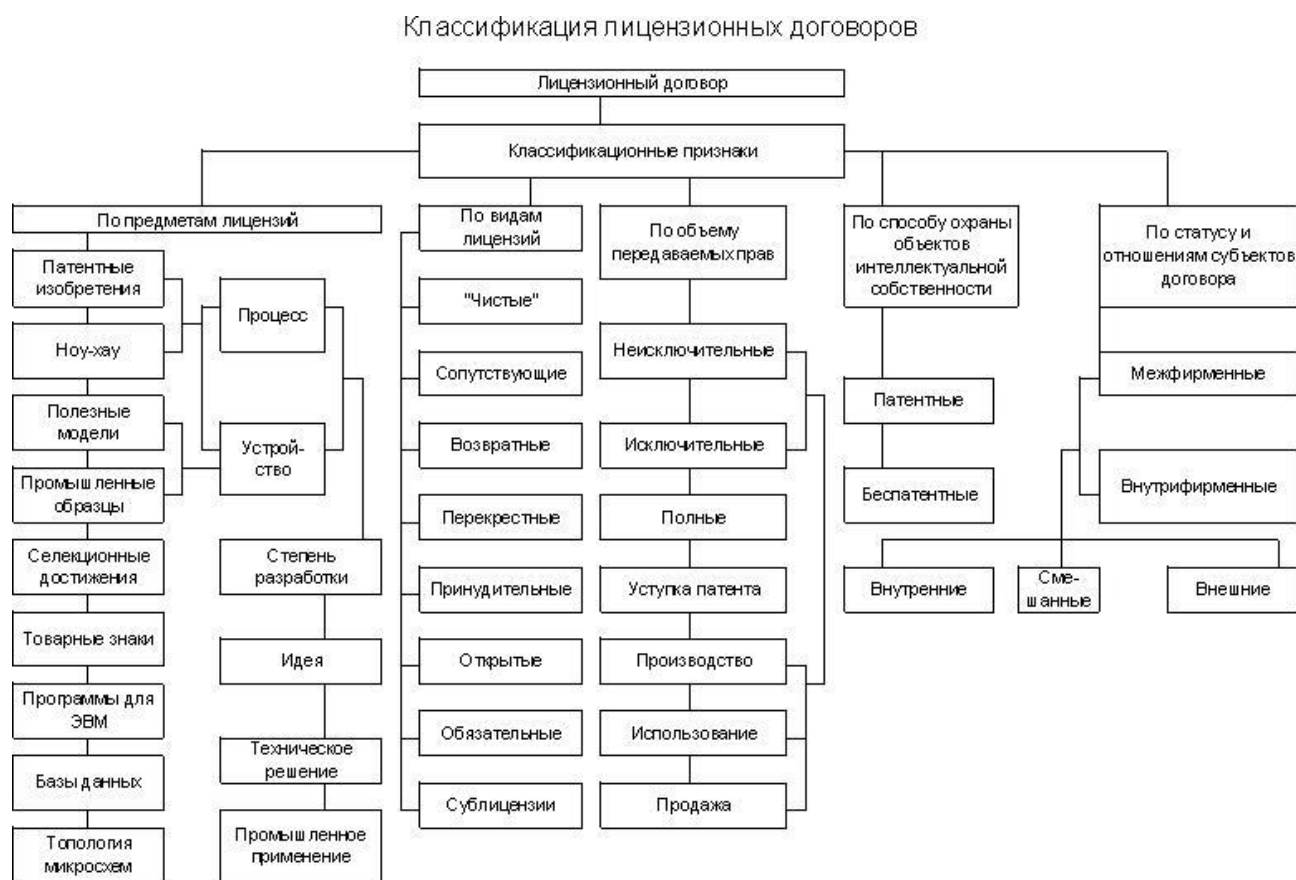 Классификация лицензионных договоров
Лицензионный договор
Классификационные признаки
По предметам лицензий
Патентные
изобретения
Ноу-хау
Полезные
модели
Промышленные
образцы
Селекционные
достижения
Товарные знаки
Программы для
ЭВМ
Базы данных
Топология
микросхем
Процесс
Устрой-
ство
Степень
разработки
Идея
Техническое
решение
Промышленное
применение
По видам
лицензий
"Чистые"
Сопутствующие
Возвратные
Перекрестные
Принудительные
Открытые
Обязательные
Сублицензии
По объему
передаваемых прав
Неисключительные
Исключительные
Полные
Уступка патента
Производство
Использование
Продажа
По способу охраны
объектов
интеллектуальной
собственности
Патентные
Беспатентные
По статусу и
отношениям субъектов
договора
Межфирменные
Внутрифирменные
Внутренние
Сме-
шанные
Внешние